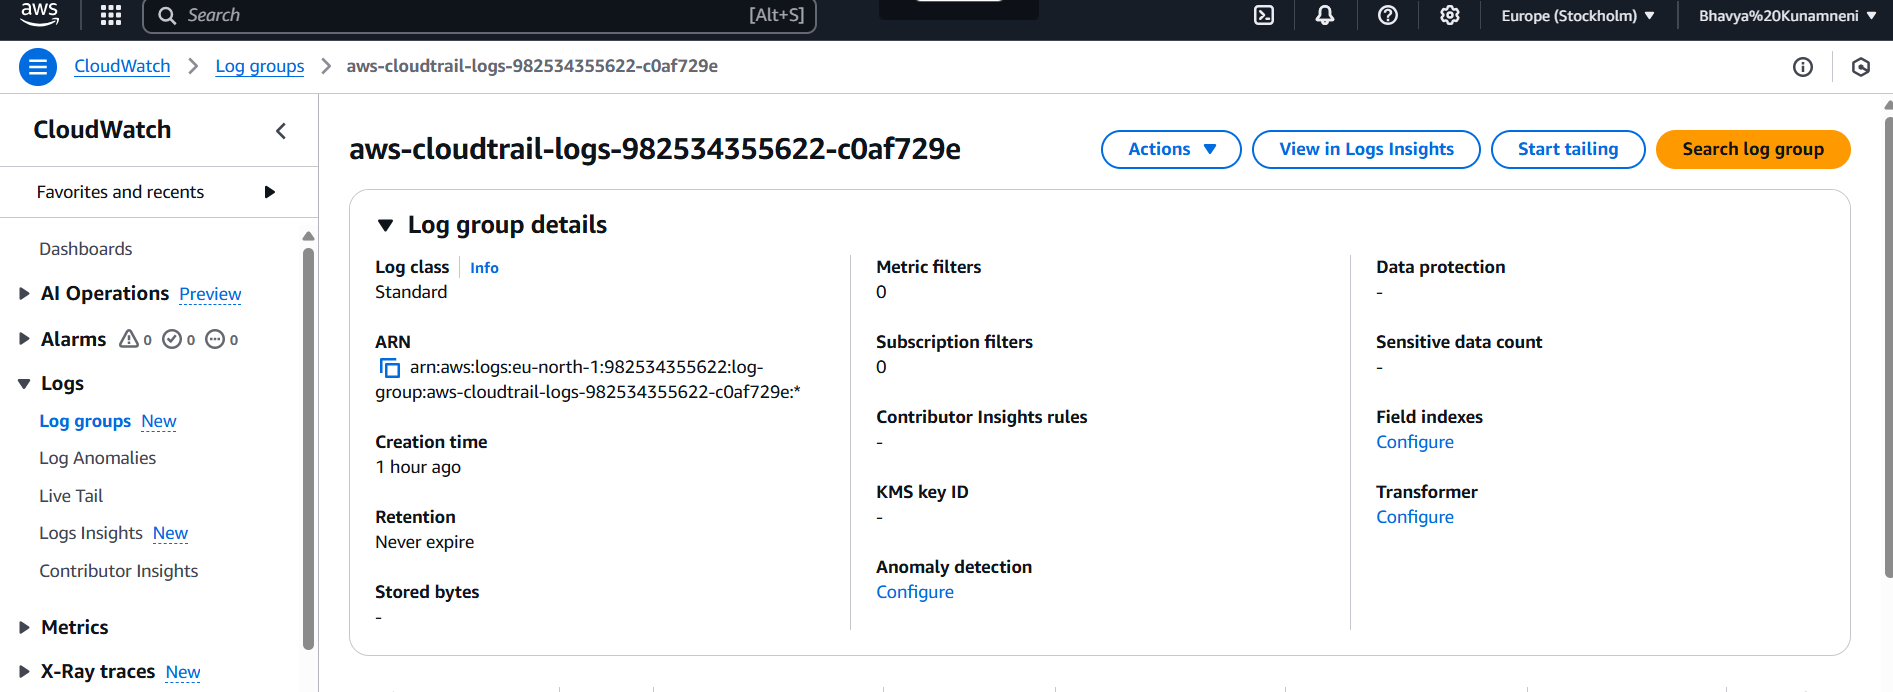 aws
Search
[Alt+S]
Europe (Stockholm)
Bhavya%20Kunamneni
CloudWatch
Log groups
aws-cloudtrail-logs-982534355622-c0af729e
CloudWatch
Favorites and recents
Dashboards
AI Operations Preview
Alarms 0 0 0
Logs
Log groups New
Log Anomalies
Live Tail
Logs Insights New
Contributor Insights
Metrics
X-Ray traces New
aws-cloudtrail-logs-982534355622-c0af729e
Actions
View in Logs Insights
Start tailing
Search log group
Log group details
Log class Info
Standard
ARN
arn:aws:logs:eu-north-1:982534355622:log-
group:aws-cloudtrail-logs-982534355622-c0af729e:*
Creation time
1 hour ago
Retention
Never expire
Stored bytes
-
Metric filters
0
Subscription filters
0
Contributor Insights rules
-
KMS key ID
-
Anomaly detection
Configure
Data protection
-
Sensitive data count
-
Field indexes
Configure
Transformer
Configure